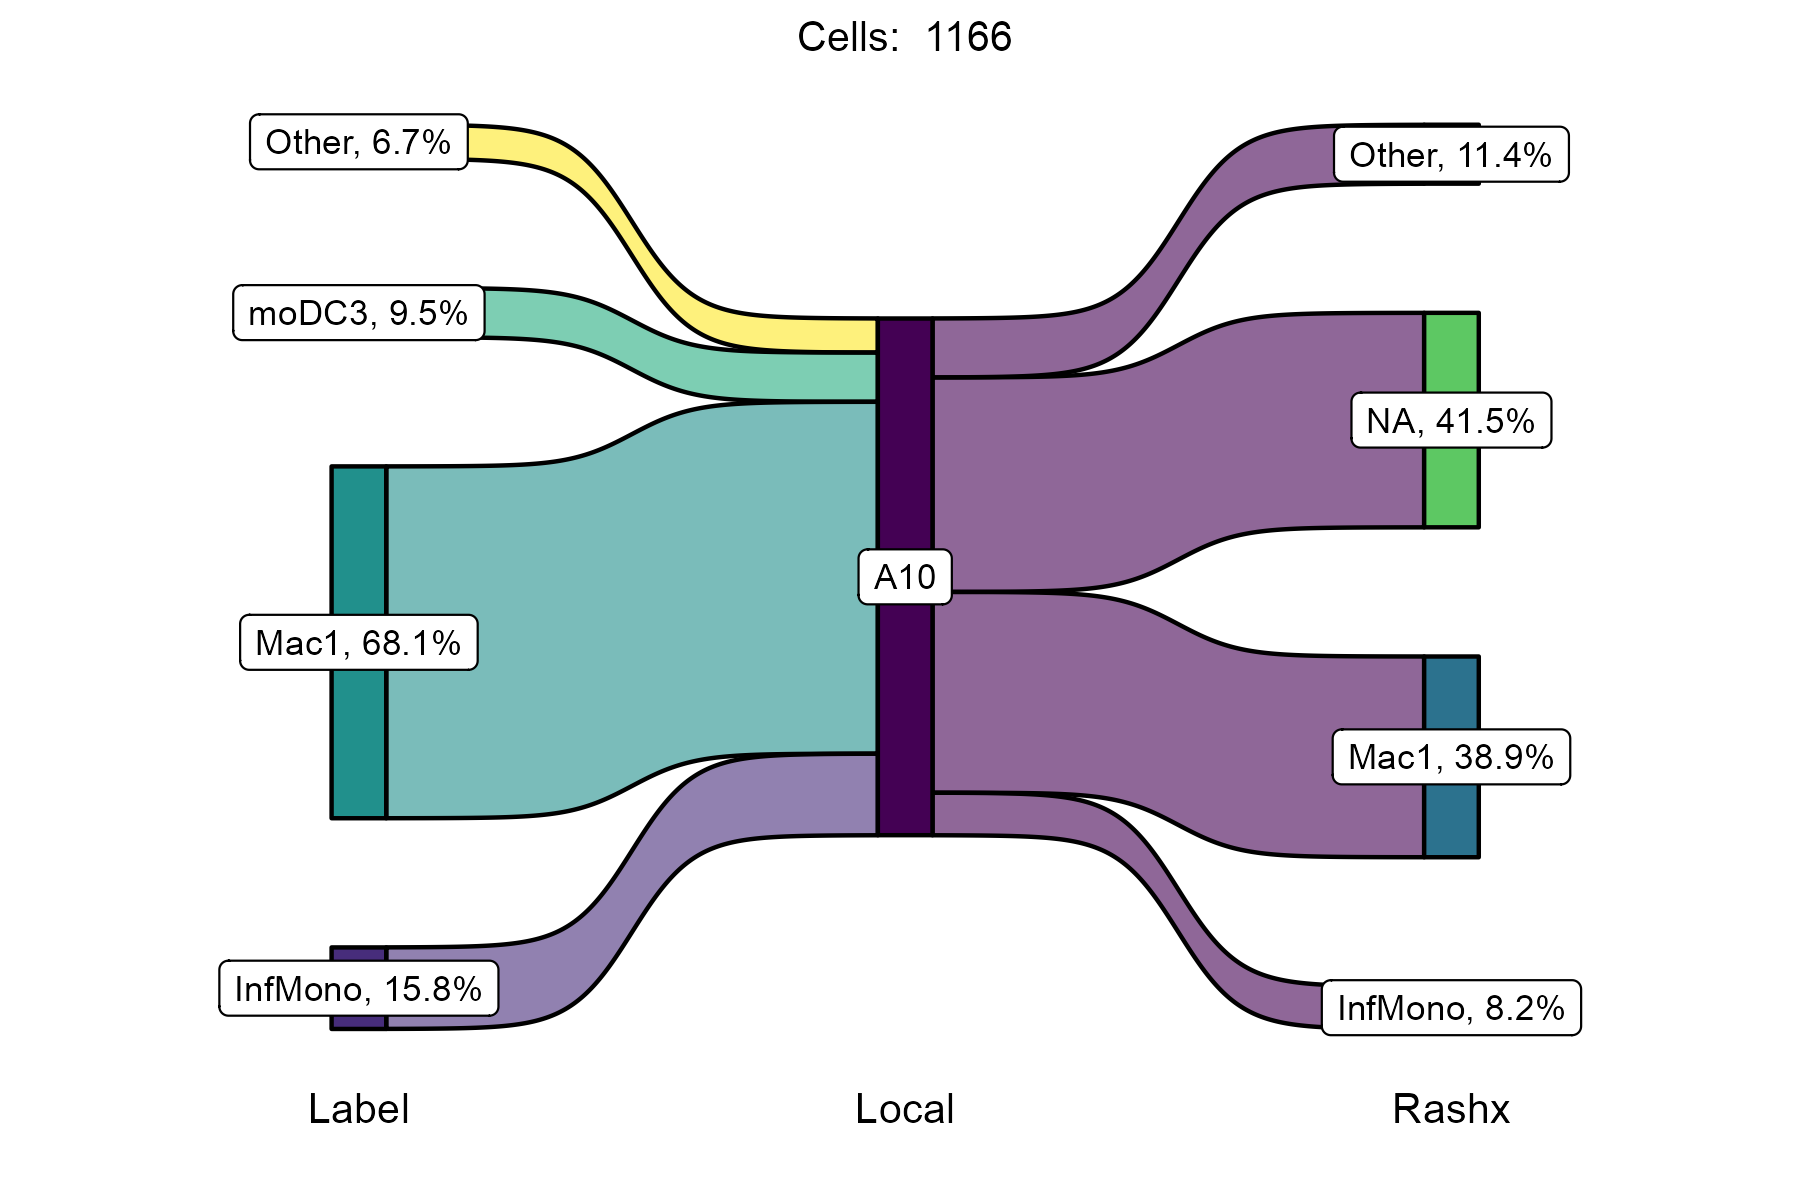 Cells:  1166
Other, 6.7%
Other, 11.4%
moDC3, 9.5%
NA, 41.5%
A10
Mac1, 68.1%
Mac1, 38.9%
InfMono, 15.8%
InfMono, 8.2%
Label
Local
Rashx